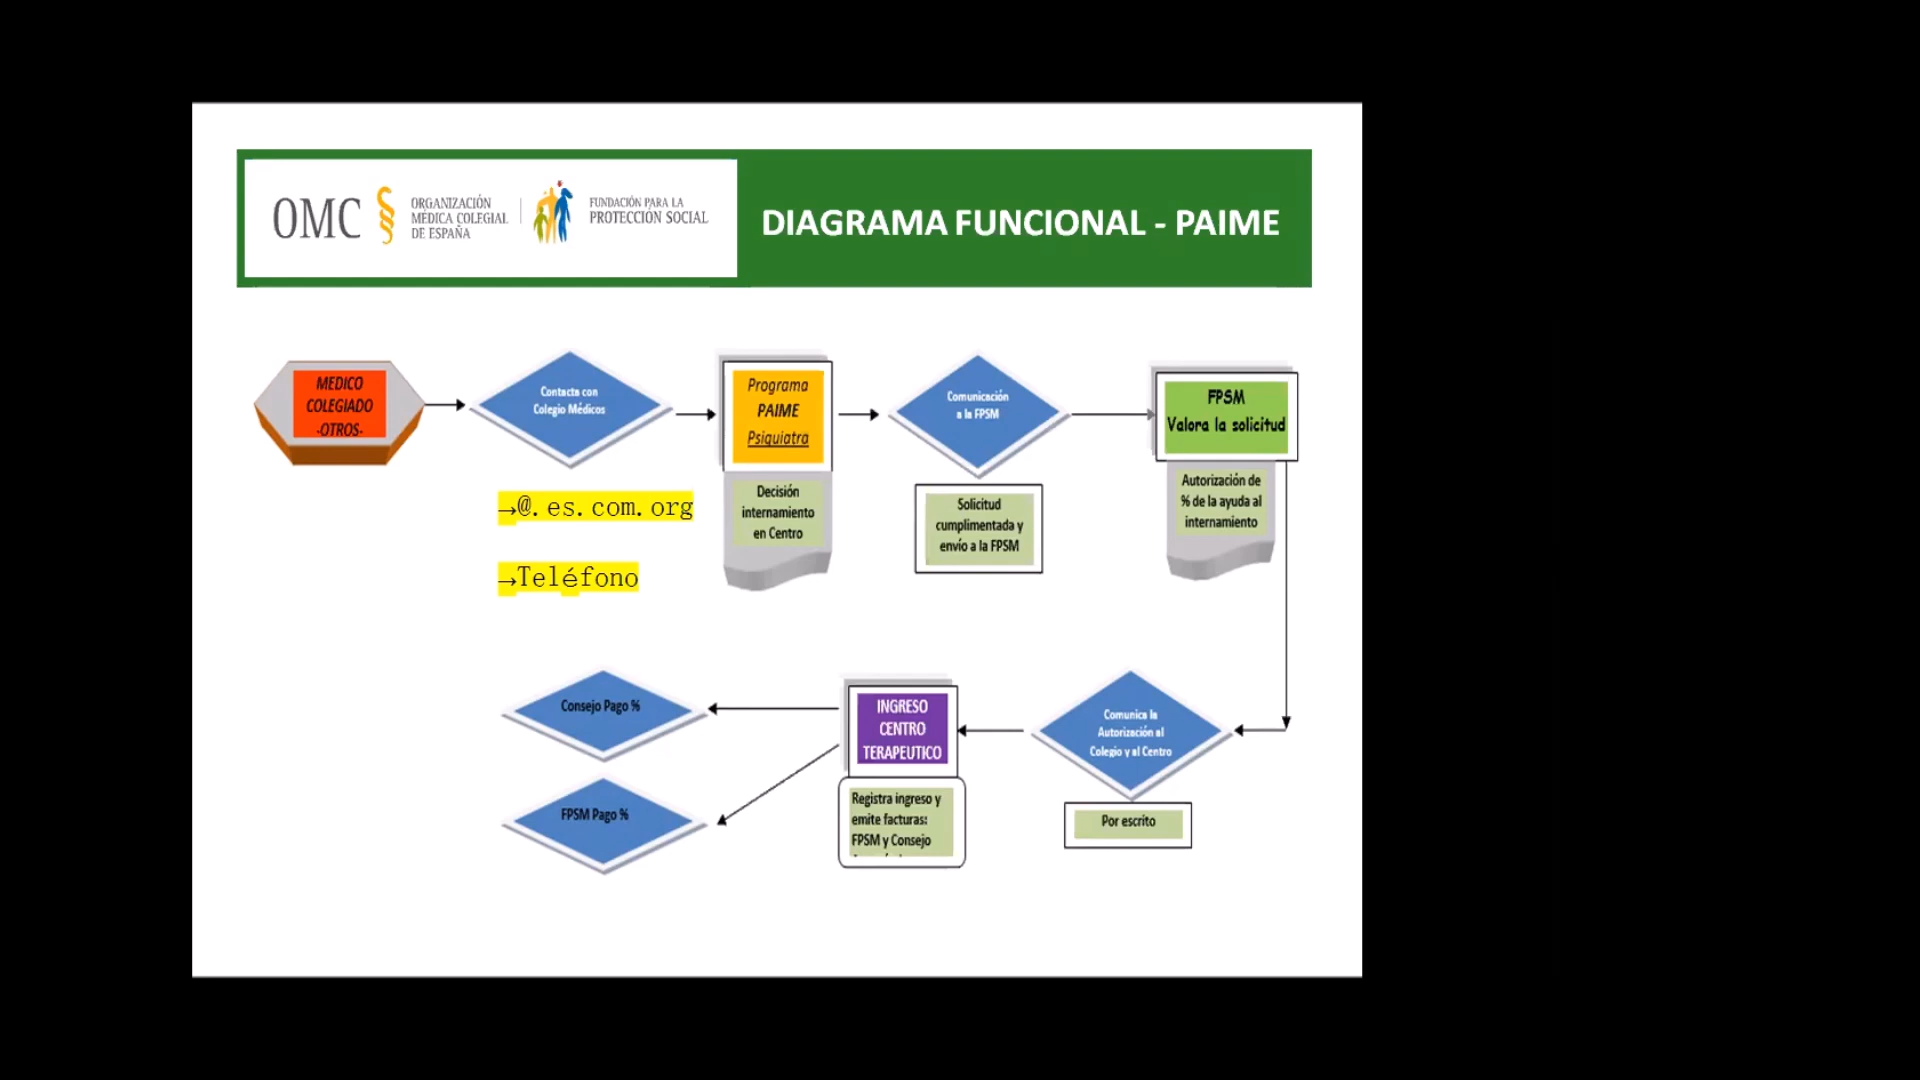 OMC
ORGANIZACIÓN
MÉDICA COLEGIAL
DE ESPAÑA
FUNDACIÓN PARA LA
PROTECCIÓN SOCIAL
DIAGRAMA FUNCIONAL - PAIME
MEDICO
COLEGIADO
-OTROS-
Contacta con
Colegio Médicos
→@.es.com.org
→Teléfono
Programa
PAIME
Psiquiatra
Decisión
internamiento
en Centro
Comunicación
a la FPSM
Solicitud
cumplimentada y
envío a la FPSM
FPSM
Valora la solicitud
Autorización de
% de la ayuda al
internamiento
Comunica la
Autorización al
Colegio y al Centro
Por escrito
INGRESO
CENTRO
TERAPEUTICO
Registra ingreso y
emite facturas:
FPSM y Consejo
Consejo Pago %
FPSM Pago %